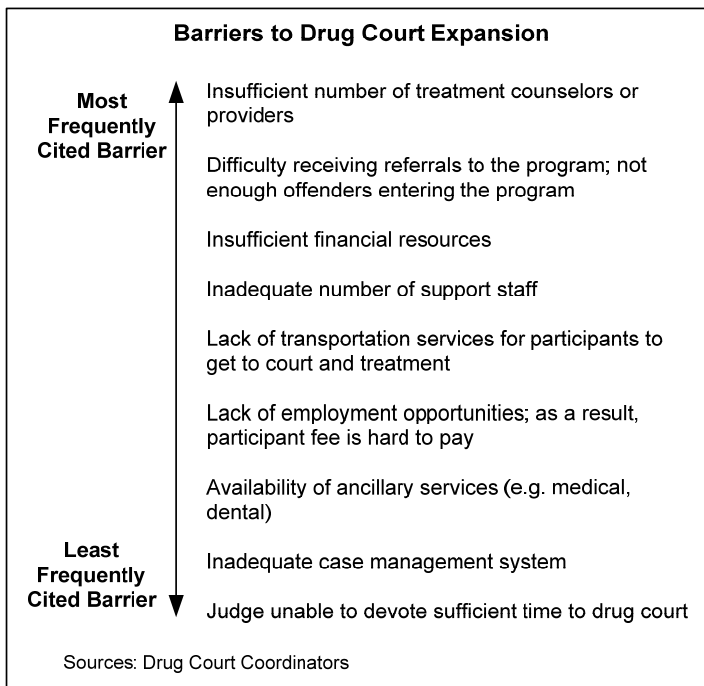 Barriers to Drug Court Expansion
Most
Frequently
Cited Barrier
Insufficient number of treatment counselors or
providers
Difficulty receiving referrals to the program; not
enough offenders entering the program
Insufficient financial resources
Inadequate number of support staff
Lack of transportation services for participants to
get to court and treatment
Lack of employment opportunities; as a result,
participant fee is hard to pay
Availability of ancillary services (e.g. medical,
dental)
Least
Frequently
Cited Barrier
Inadequate case management system
Judge unable to devote sufficient time to drug court
Sources: Drug Court Coordinators